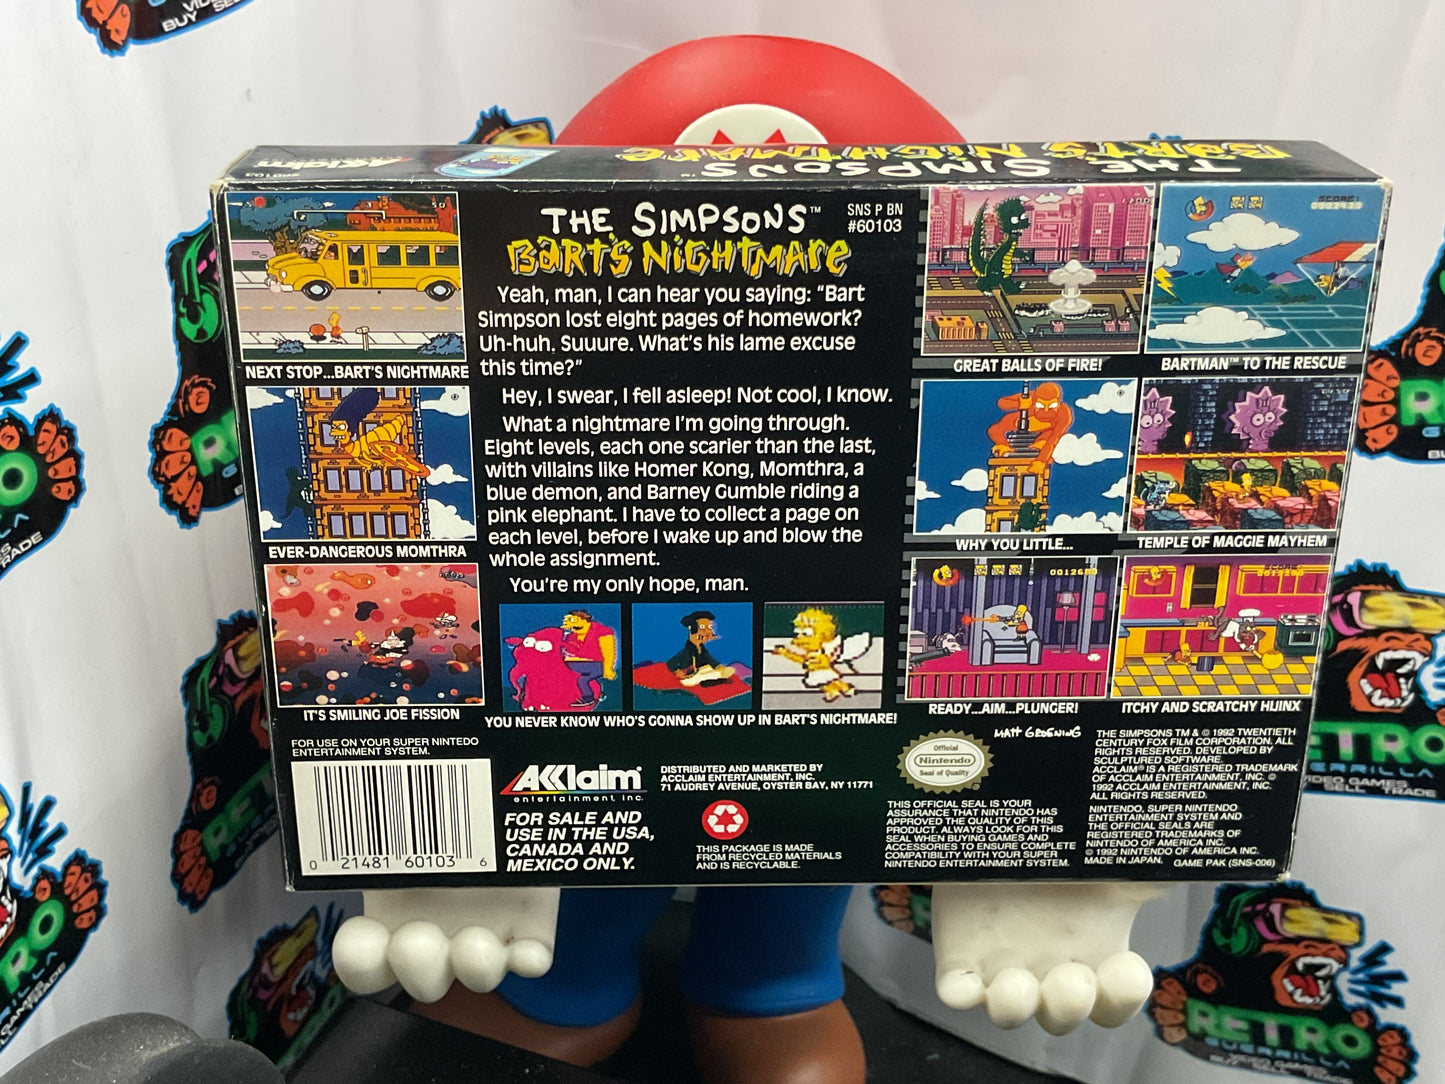 Acclaim
THE SIMPSONS™
BART'S NIGHTMARE
THE SIMPSONS™
BART'S NIGHTMARE
SNS P BN
#60103
Yeah, man, I can hear you saying: "Bart
Simpson lost eight pages of homework?
Uh-huh. Suuure. What's his lame excuse
this time?"
Hey, I swear, I fell asleep! Not cool, I know.
What a nightmare I'm going through.
Eight levels, each one scarier than the last,
with villains like Homer Kong, Momthra, a
blue demon, and Barney Gumble riding a
pink elephant. I have to collect a page on
each level, before I wake up and blow the
whole assignment.
You're my only hope, man.
YOU NEVER KNOW WHO'S GONNA SHOW UP IN BART'S NIGHTMARE!
NEXT STOP...BART'S NIGHTMARE
EVER-DANGEROUS MOMTHRA
IT'S SMILING JOE FISSION
GREAT BALLS OF FIRE!
BARTMAN™ TO THE RESCUE
WHY YOU LITTLE...
TEMPLE OF MAGGIE MAYHEM
READY...AIM...PLUNGER!
ITCHY AND SCRATCHY HIJINX
FOR USE ON YOUR SUPER NINTEDO
ENTERTAINMENT SYSTEM.
0 21481 60103 6
AKKlaim®
entertainment, inc.
FOR SALE AND
USE IN THE USA,
CANADA AND
MEXICO ONLY.
DISTRIBUTED AND MARKETED BY
ACCLAIM ENTERTAINMENT, INC.
71 AUDREY AVENUE, OYSTER BAY, NY 11771
THIS PACKAGE IS MADE
FROM RECYCLED MATERIALS
AND IS RECYCLABLE.
Official
Nintendo
Seal of Quality
MATT GROENING
THIS OFFICIAL SEAL IS YOUR
ASSURANCE THAT NINTENDO HAS
APPROVED THE QUALITY OF THIS
PRODUCT. ALWAYS LOOK FOR THIS
SEAL WHEN BUYING GAMES AND
ACCESSORIES TO ENSURE COMPLETE
COMPATIBILITY WITH YOUR SUPER
NINTENDO ENTERTAINMENT SYSTEM.
THE SIMPSONS TM & © 1992 TWENTIETH
CENTURY FOX FILM CORPORATION. ALL
RIGHTS RESERVED. DEVELOPED BY
SCULPTURED SOFTWARE.
ACCLAIM® IS A REGISTERED TRADEMARK
OF ACCLAIM ENTERTAINMENT, INC. ©
1992 ACCLAIM ENTERTAINMENT, INC.
ALL RIGHTS RESERVED.
NINTENDO, SUPER NINTENDO
ENTERTAINMENT SYSTEM AND
THE OFFICIAL SEALS ARE
REGISTERED TRADEMARKS OF
NINTENDO OF AMERICA INC.
© 1992 NINTENDO OF AMERICA INC.
MADE IN JAPAN. GAME PAK (SNS-006)
RETRO
GUERRILLA
VIDEO GAMES
SELL TRADE